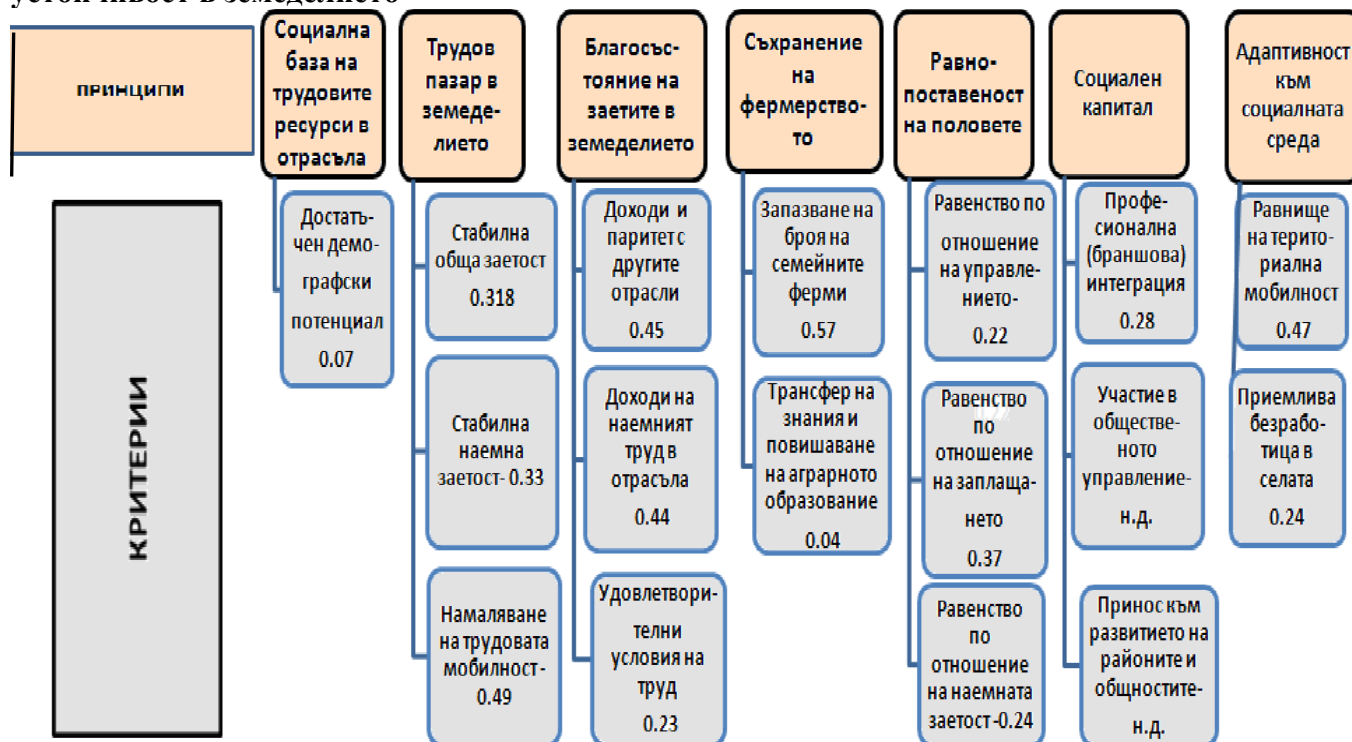 устойчивост в земеделието
ПРИНЦИПИ
Социална
база на
трудовите
ресурси в
отрасъла
Трудов
пазар в
земеде-
лието
Благосъс-
тояние на
заетите в
земеделието
Съхранение
на
фермерство-
то
Равно-
поставеност
на половете
Социален
капитал
Адаптивност
към
социалната
среда
КРИТЕРИИ
Достатъ-
чен демо-
графски
потенциал
0.07
Стабилна
обща заетост
0.318
Стабилна
наемна
заетост- 0.33
Намаляване
на трудовата
мобилност-
0.49
Доходи и
паритет с
другите
отрасли
0.45
Доходи на
наемният
труд в
отрасъла
0.44
Удовлетвори-
телни
условия на
труд
0.23
Запазване на
броя на
семейните
ферми
0.57
Трансфер на
знания и
повишаване
на аграрното
образование
0.04
Равенство по
отношение
на управле-
нието-
0.22
Равенство
по
отношение
на заплаща-
нето
0.37
Равенство
по
отношение
на наемната
заетост-0.24
Профе-
сионална
(браншова)
интеграция
0.28
Участие в
обществе-
ното
управление-
н.д.
Принос към
развитието на
районите и
общностите-
н.д.
Равнище
на терито-
риална
мобилност
0.47
Приемлива
безрабо-
тица в
селата
0.24